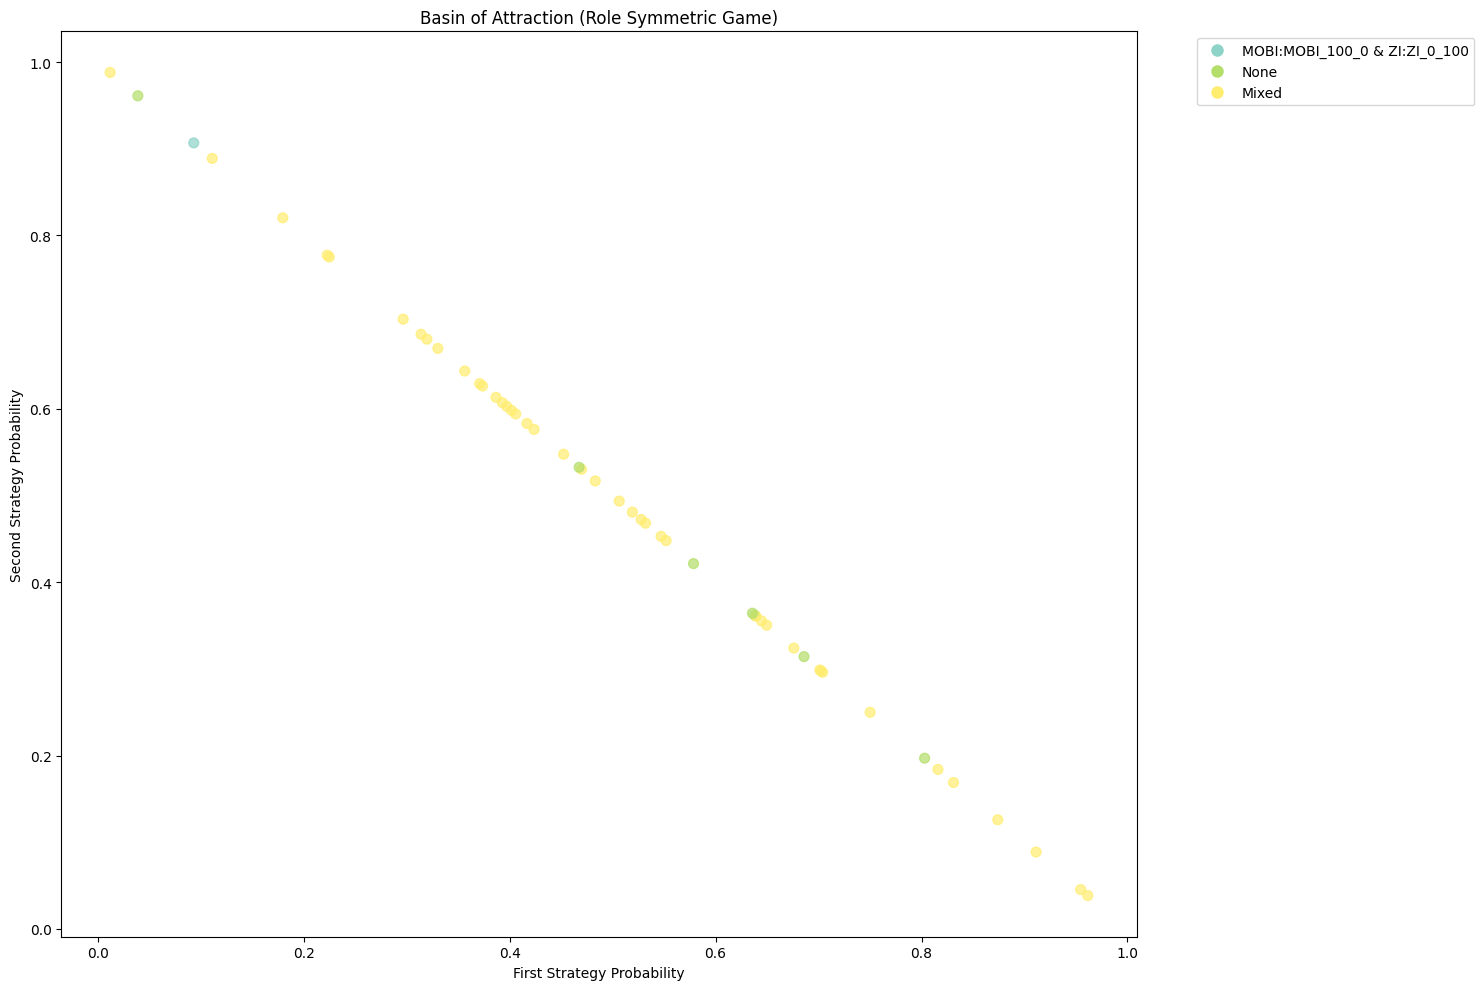 Basin of Attraction (Role Symmetric Game)
MOBI:MOBI_100_0 & ZI:ZI_0_100
None
Mixed
Second Strategy Probability
1.0
0.8
0.6
0.4
0.2
0.0
0.0 0.2 0.4 0.6 0.8 1.0
First Strategy Probability